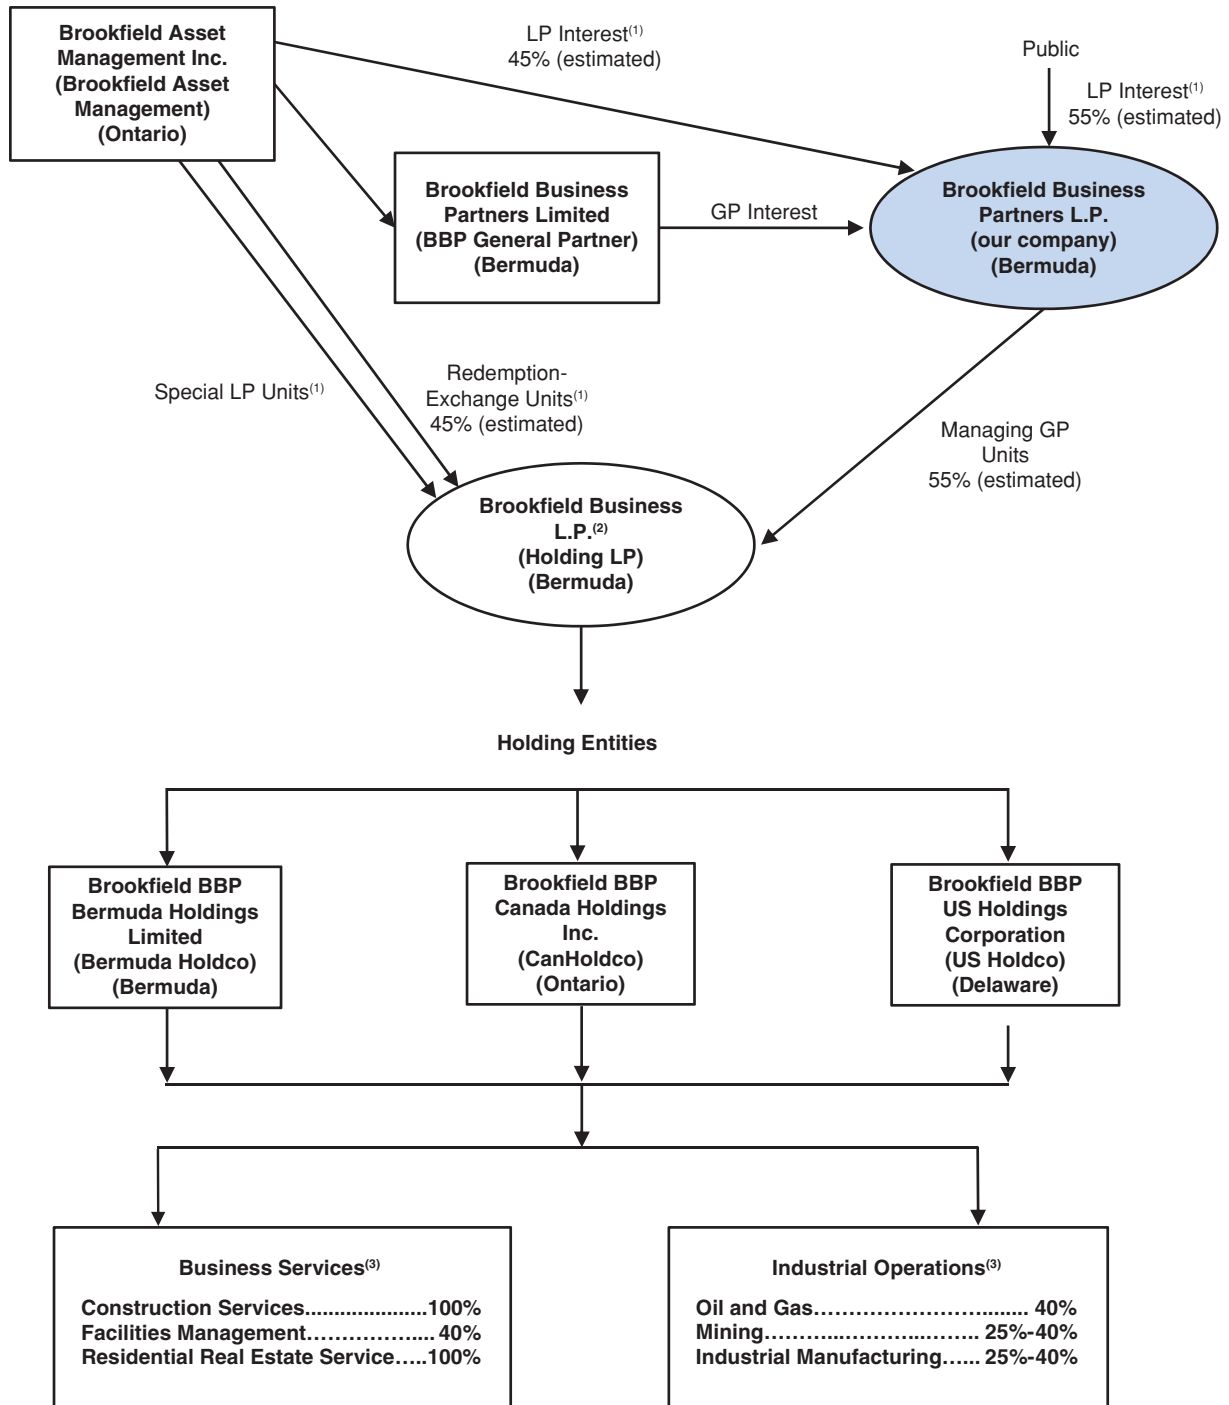 Brookfield Asset
Management Inc.
(Brookfield Asset
Management)
(Ontario)
LP Interest(1)
45% (estimated)
Public
LP Interest(1)
55% (estimated)
Brookfield Business
Partners Limited
(BBP General Partner)
(Bermuda)
GP Interest
Brookfield Business
Partners L.P.
(our company)
(Bermuda)
Special LP Units(1)
Redemption-
Exchange Units(1)
45% (estimated)
Managing GP
Units
55% (estimated)
Brookfield Business
L.P.(2)
(Holding LP)
(Bermuda)
Holding Entities
Brookfield BBP
Bermuda Holdings
Limited
(Bermuda Holdco)
(Bermuda)
Brookfield BBP
Canada Holdings
Inc.
(CanHoldco)
(Ontario)
Brookfield BBP
US Holdings
Corporation
(US Holdco)
(Delaware)
Business Services(3)
Construction Services.....................100%
Facilities Management……………..... 40%
Residential Real Estate Service…..100%
Industrial Operations(3)
Oil and Gas……………………........ 40%
Mining………....…………...…….. 25%-40%
Industrial Manufacturing…... 25%-40%